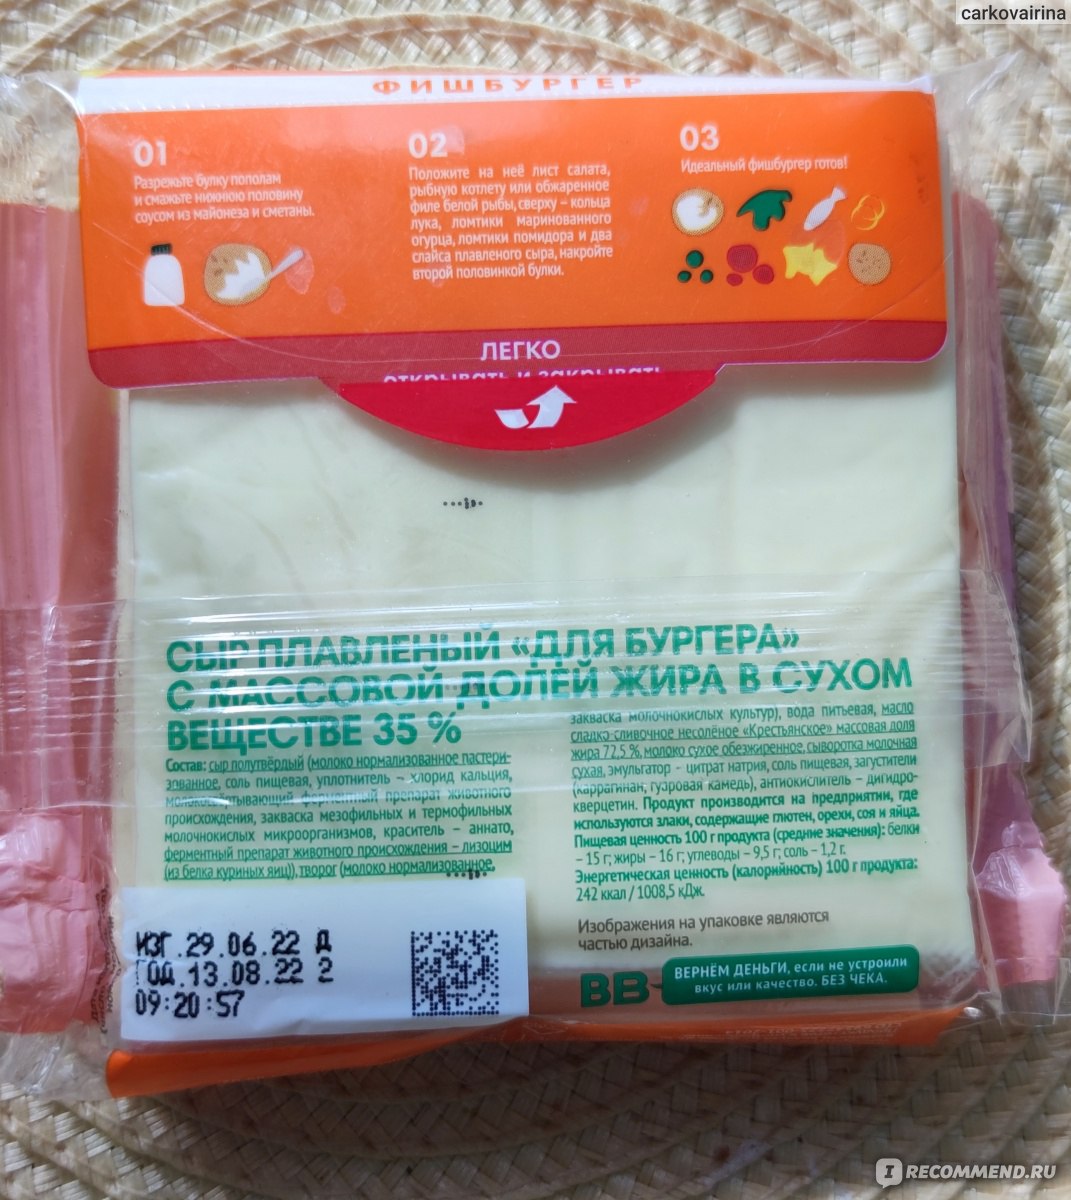 carkovairina
ФИШБУРГЕР
01
Разрежьте булку пополам
и смажьте нижнюю половину
соусом из майонеза и сметаны.
02
Положите на неё лист салата,
рыбную котлету или обжаренное
филе белой рыбы, сверху – кольца
лука, ломтики маринованного
огурца, ломтики помидора и два
слайса плавленого сыра, накройте
второй половинкой булки.
03
Идеальный фишбургер готов!
ЛЕГКО
открывать и закрывать
СЫР ПЛАВЛЕНЫЙ «ДЛЯ БУРГЕРА»
С МАССОВОЙ ДОЛЕЙ ЖИРА В СУХОМ
ВЕЩЕСТВЕ 35 %
Состав: сыр полутвёрдый (молоко нормализованное пастери-
зованное, соль пищевая, уплотнитель – хлорид кальция,
молокосвёртывающий ферментный препарат животного
происхождения, закваска мезофильных и термофильных
молочнокислых микроорганизмов, краситель – аннато,
ферментный препарат животного происхождения – лизоцим
(из белка куриных яиц)), творог (молоко нормализованное,
закваска молочнокислых культур), вода питьевая, масло
сладко-сливочное несолёное «Крестьянское» массовая доля
жира 72,5 %, молоко сухое обезжиренное, сыворотка молочная
сухая, эмульгатор - цитрат натрия, соль пищевая, загустители
(каррагинан, гуаровая камедь), антиокислитель – дигидро-
кверцетин. Продукт производится на предприятии, где
используются злаки, содержащие глютен, орехи, соя и яйца.
Пищевая ценность 100 г продукта (средние значения): белки
– 15 г; жиры – 16 г; углеводы – 9,5 г; соль – 1,2 г.
Энергетическая ценность (калорийность) 100 г продукта:
242 ккал / 1008,5 кДж.
Изображения на упаковке являются
частью дизайна.
ВВ
ВЕРНЁМ ДЕНЬГИ, если не устроили
вкус или качество. БЕЗ ЧЕКА.
ИЗГ.29.06.22 Д
ГОД.13.08.22 2
09:20:57
IRECOMMEND.RU